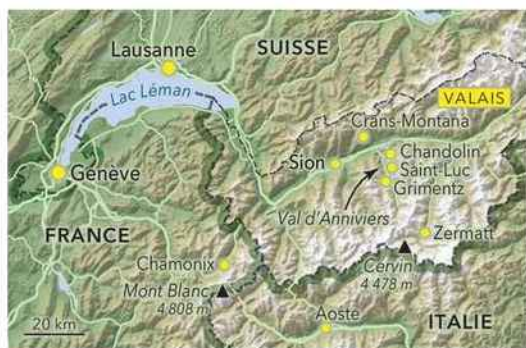 Lausanne
SUISSE
Lac Léman
VALAIS
Crans-Montana
Sion
Chandolin
Saint-Luc
Grimentz
Genève
Val d'Anniviers
FRANCE
Zermatt
Chamonix
Cervin
4 478 m
Mont Blanc
4 808 m
Aoste
ITALIE
20 km